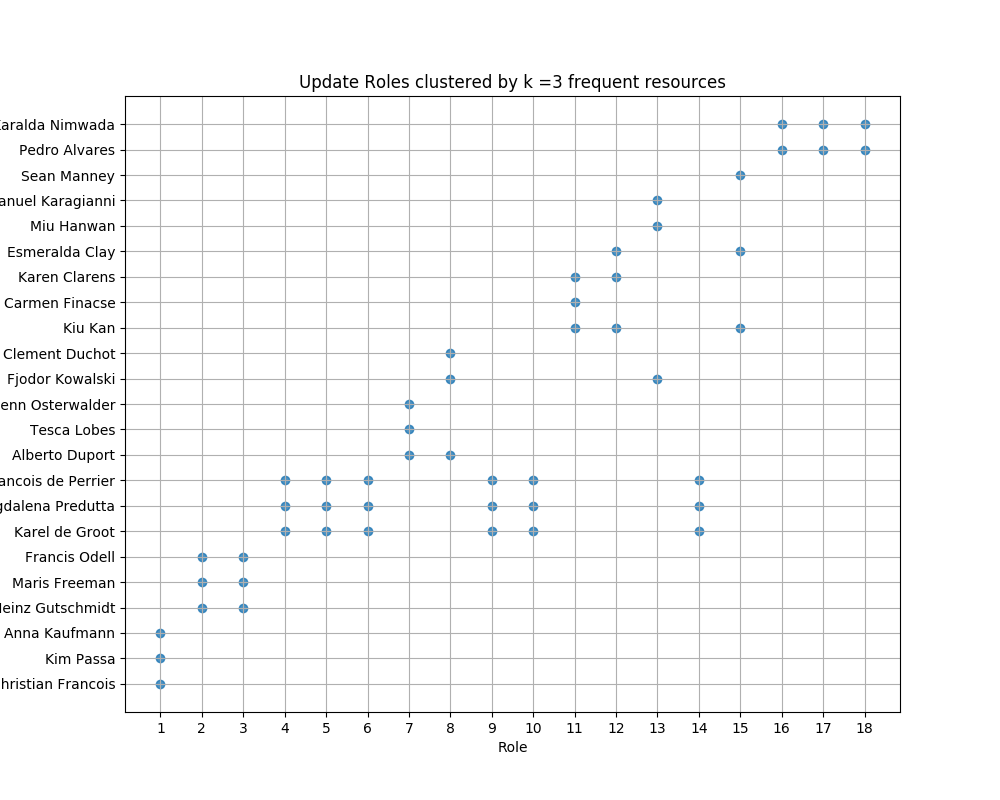 Update Roles clustered by k =3 frequent resources
Karalda Nimwada
Pedro Alvares
Sean Manney
anuel Karagianni
Miu Hanwan
Esmeralda Clay
Karen Clarens
Carmen Finacse
Kiu Kan
Clement Duchot
Fjodor Kowalski
enn Osterwalder
Tesca Lobes
Alberto Duport
ancois de Perrier
gdalena Predutta
Karel de Groot
Francis Odell
Maris Freeman
Heinz Gutschmidt
Anna Kaufmann
Kim Passa
hristian Francois
1 2 3 4 5 6 7 8 9 10 11 12 13 14 15 16 17 18
Role